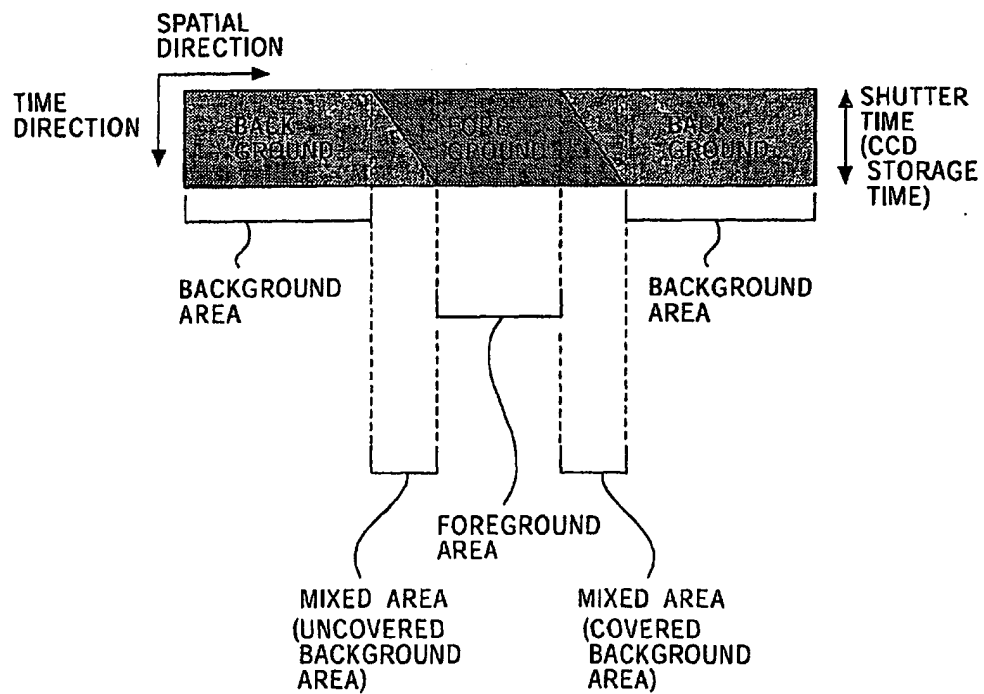 SPATIAL
DIRECTION
TIME
DIRECTION
BACK
GROUND
FORE
GROUND
BACK
GROUND
SHUTTER
TIME
(CCD
STORAGE
TIME)
BACKGROUND
AREA
BACKGROUND
AREA
FOREGROUND
AREA
MIXED AREA
(UNCOVERED
BACKGROUND
AREA)
MIXED AREA
(COVERED
BACKGROUND
AREA)